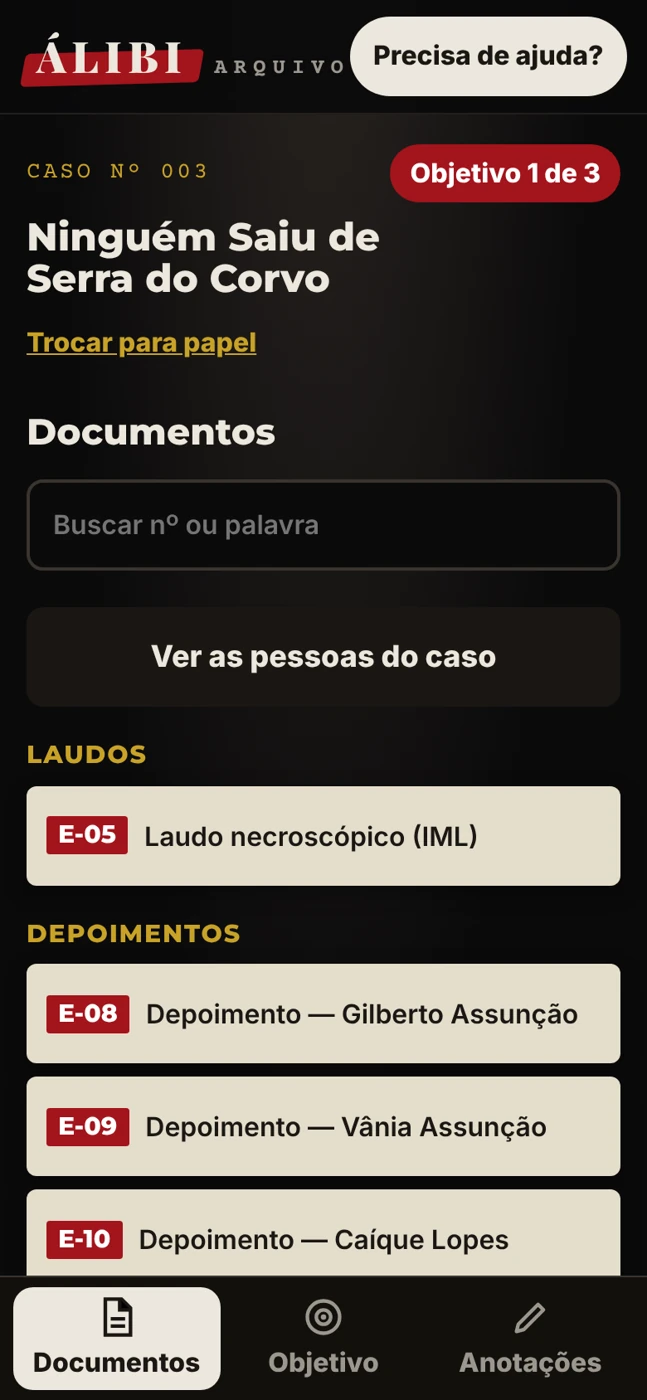 ÁLIBI ARQUIVO Precisa de ajuda?
CASO Nº 003
Objetivo 1 de 3
Ninguém Saiu de
Serra do Corvo
Trocar para papel
Documentos
Buscar nº ou palavra
Ver as pessoas do caso
LAUDOS
E-05 Laudo necroscópico (IML)
DEPOIMENTOS
E-08 Depoimento — Gilberto Assunção
E-09 Depoimento — Vânia Assunção
E-10 Depoimento — Caíque Lopes
Documentos Objetivo Anotações